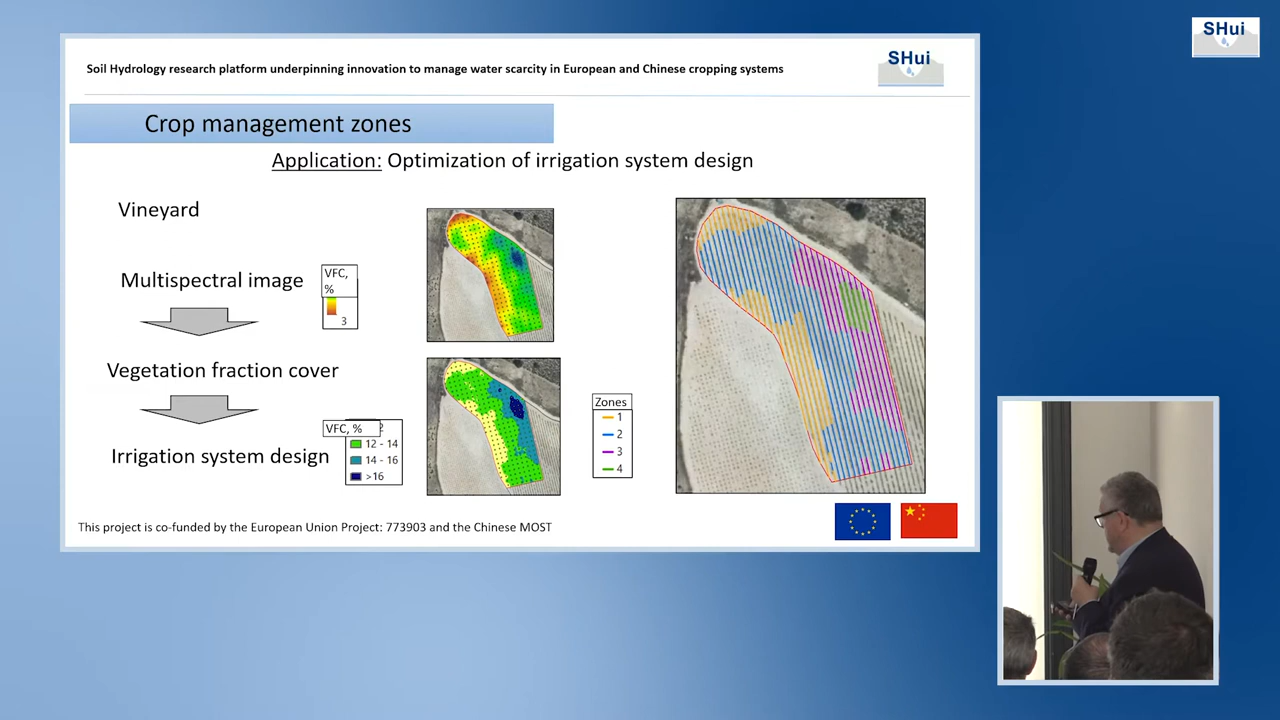 SHui
Soil Hydrology research platform underpinning innovation to manage water scarcity in European and Chinese cropping systems
SHui
Crop management zones
Application: Optimization of irrigation system design
Vineyard
Multispectral image
VFC,
%
3
Vegetation fraction cover
Irrigation system design
VFC, %
12 - 14
14 - 16
>16
Zones
1
2
3
4
This project is co-funded by the European Union Project: 773903 and the Chinese MOST